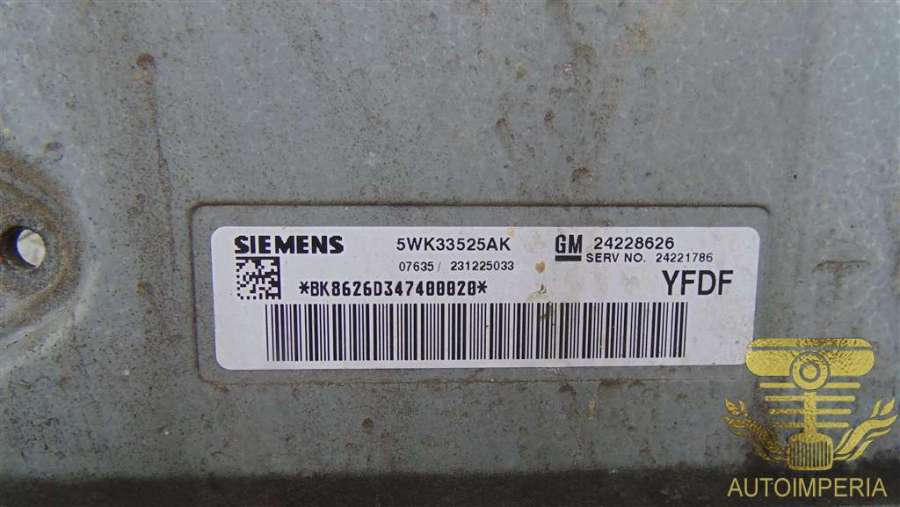 SIEMENS 5WK33525AK GM 24228626
SERV NO. 24221786
07635/ 231225033
*BK8626D347400020* YFDF
AUTOIMPERIA